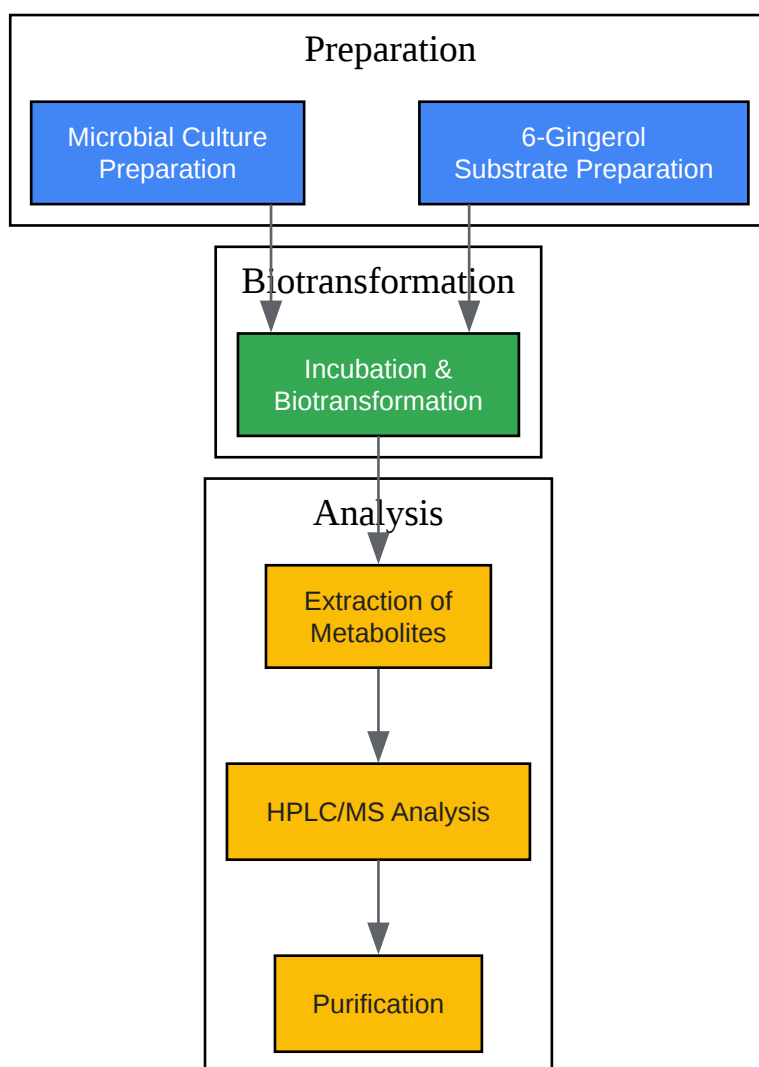 Preparation
Microbial Culture
Preparation
6-Gingerol
Substrate Preparation
Biotransformation
Incubation &
Biotransformation
Analysis
Extraction of
Metabolites
HPLC/MS Analysis
Purification